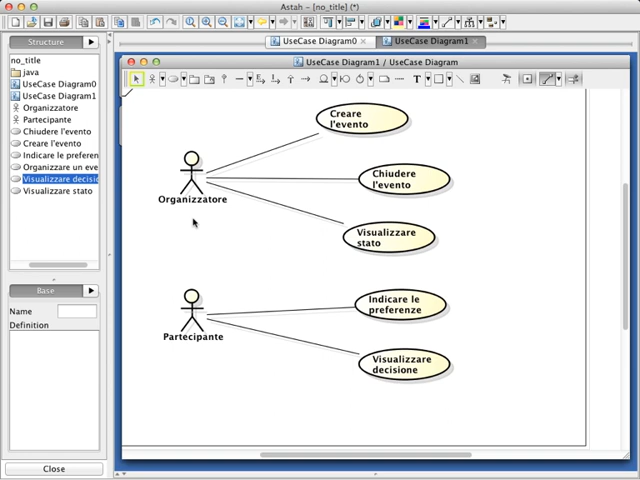 Astah - [no_title] (*)
Structure
UseCase Diagram0
UseCase Diagram1
no_title
java
UseCase Diagram0
UseCase Diagram1
Organizzatore
Partecipante
Chiudere l'evento
Creare l'evento
Indicare le preferen
Organizzare un eve
Visualizzare decisio
Visualizzare stato
Base
Name
Definition
Close
UseCase Diagram1 / UseCase Diagram
T
Creare
l'evento
Chiudere
l'evento
Organizzatore
Visualizzare
stato
Indicare le
preferenze
Partecipante
Visualizzare
decisione